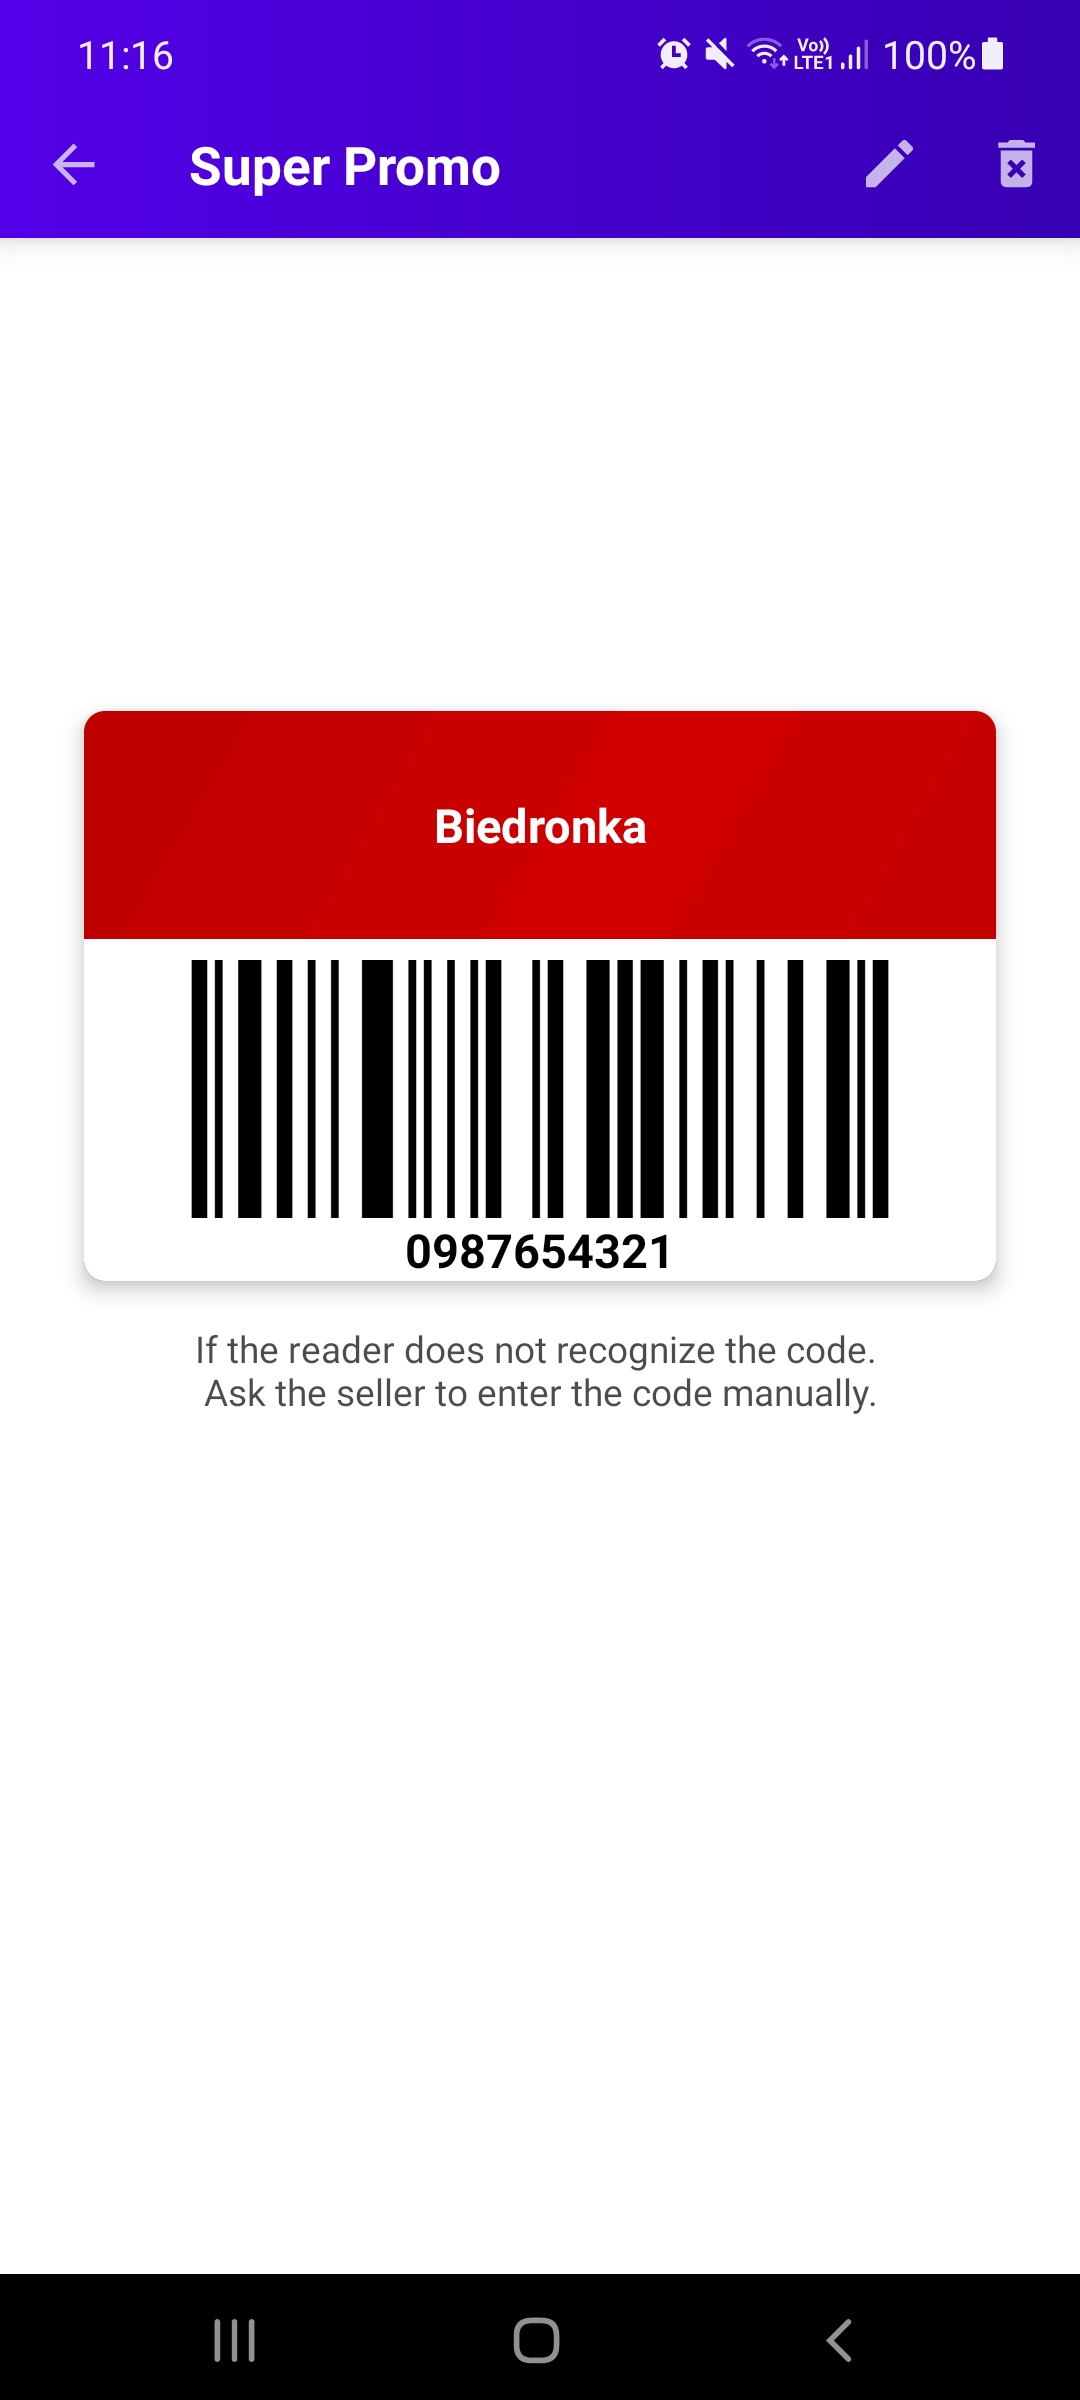 11:16
Vo)) LTE1 100%
Super Promo
Biedronka
0987654321
If the reader does not recognize the code.
Ask the seller to enter the code manually.